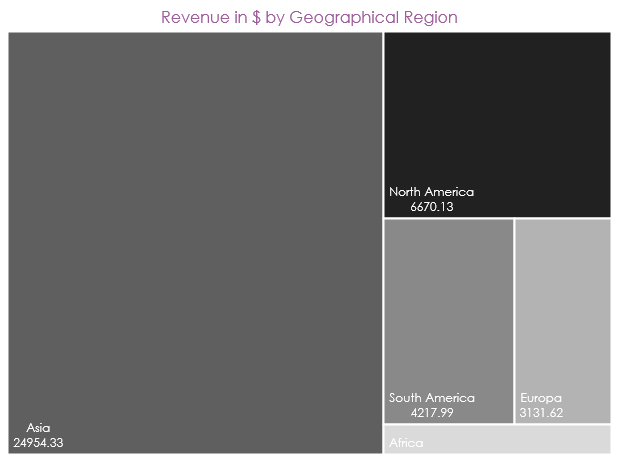 Revenue in $ by Geographical Region
North America
6670.13
South America
4217.99
Europa
3131.62
Asia
24954.33
Africa